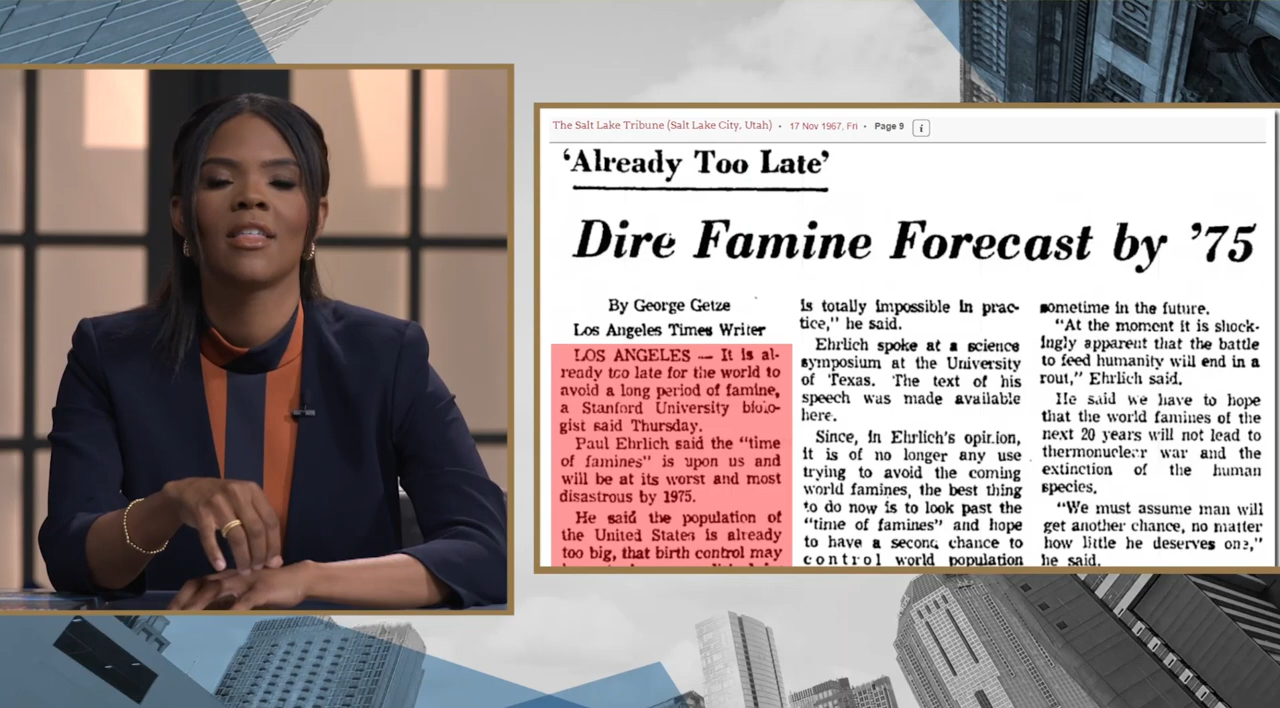 The Salt Lake Tribune (Salt Lake City, Utah) · 17 Nov 1967, Fri · Page 9 i
‘Already Too Late’
Dire Famine Forecast by ’75
By George Getze
Los Angeles Times Writer
LOS ANGELES — It is al-
ready too late for the world to
avoid a long period of famine,
a Stanford University biolo-
gist said Thursday.
Paul Ehrlich said the “time
of famines” is upon us and
will be at its worst and most
disastrous by 1975.
He said the population of
the United States is already
too big, that birth control may
is totally impossible in prac-
tice,” he said.
Ehrlich spoke at a science
symposium at the University
of Texas. The text of his
speech was made available
here.
Since, in Ehrlich's opinion,
it is of no longer any use
trying to avoid the coming
world famines, the best thing
to do now is to look past the
“time of famines” and hope
to have a second chance to
control world population
sometime in the future.
“At the moment it is shock-
ingly apparent that the battle
to feed humanity will end in a
rout,” Ehrlich said.
He said we have to hope
that the world famines of the
next 20 years will not lead to
thermonuclear war and the
extinction of the human
species.
“We must assume man will
get another chance, no matter
how little he deserves one,”
he said.